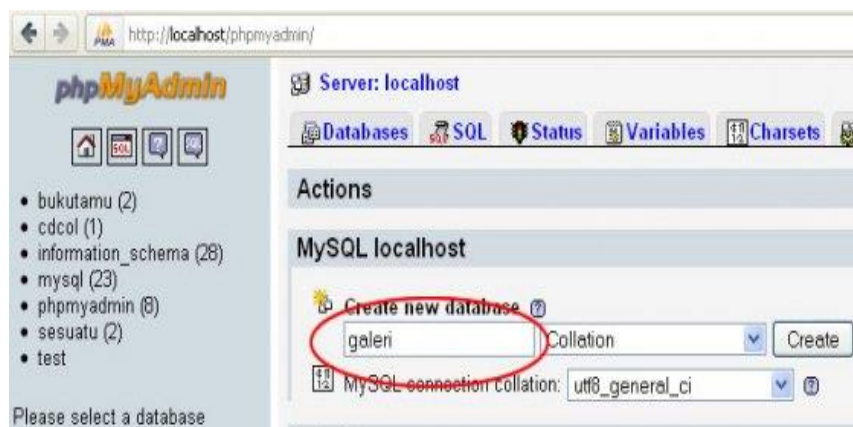 http://localhost/phpmyadmin/
phpMyAdmin
SQL
bukutamu (2)
cdcol (1)
information_schema (28)
mysql (23)
phpmyadmin (8)
sesuatu (2)
test
Please select a database
Server: localhost
Databases SQL Status Variables Charsets
Actions
MySQL localhost
Create new database
galeri Collation Create
MySQL connection collation: utf8_general_ci